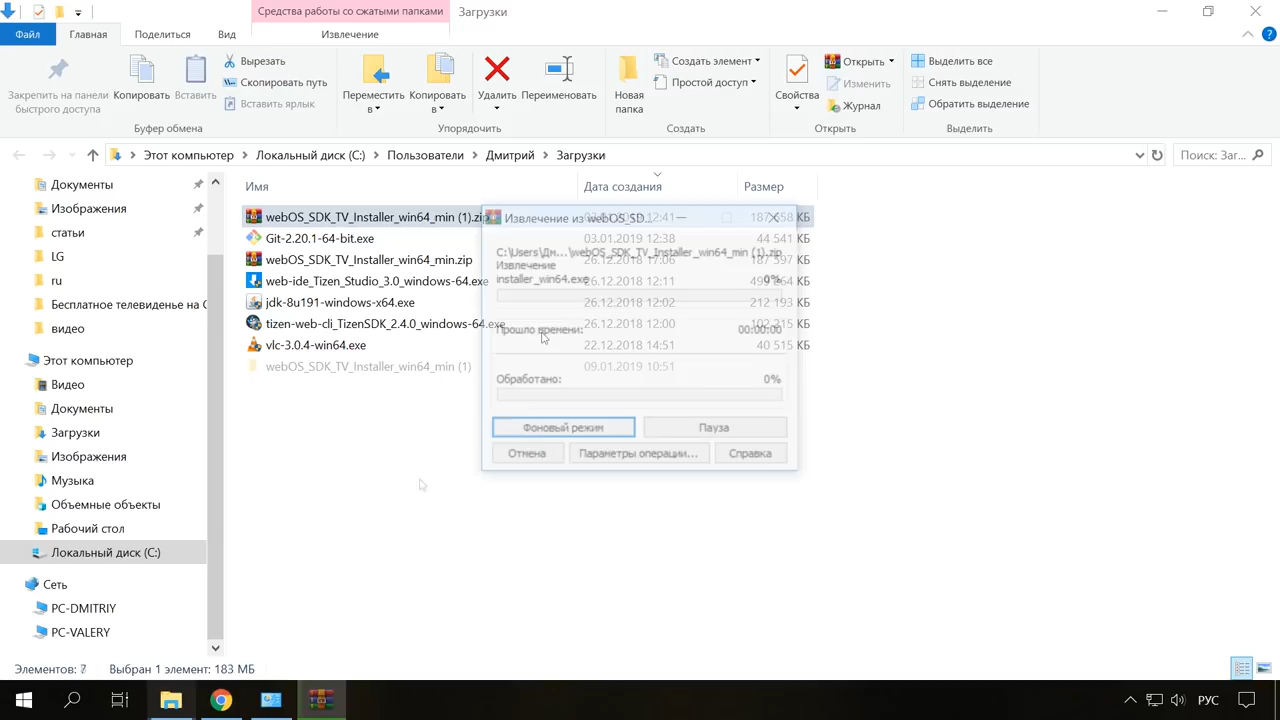 Средства работы со сжатыми папками
Загрузки
Файл
Главная
Поделиться
Вид
Извлечение
Закрепить на панели быстрого доступа
Копировать
Вставить
Вырезать
Скопировать путь
Вставить ярлык
Буфер обмена
Переместить в
Копировать в
Удалить
Переименовать
Упорядочить
Новая папка
Создать элемент
Простой доступ
Создать
Свойства
Открыть
Изменить
Журнал
Открыть
Выделить все
Снять выделение
Обратить выделение
Выделить
Этот компьютер
Локальный диск (C:)
Пользователи
Дмитрий
Загрузки
Поиск: Заг...
Документы
Изображения
статьи
LG
ru
Бесплатное телевиденье на С
видео
Этот компьютер
Видео
Документы
Загрузки
Изображения
Музыка
Объемные объекты
Рабочий стол
Локальный диск (C:)
Сеть
PC-DMITRIY
PC-VALERY
Имя Дата создания Размер
webOS_SDK_TV_Installer_win64_min (1).zip
Git-2.20.1-64-bit.exe 03.01.2019 12:38 44 541 КБ
webOS_SDK_TV_Installer_win64_min.zip 26.12.2018 17:06 187 597 КБ
web-ide_Tizen_Studio_3.0_windows-64.exe 26.12.2018 12:11
jdk-8u191-windows-x64.exe 26.12.2018 12:02 212 193 КБ
tizen-web-cli_TizenSDK_2.4.0_windows-64.exe 26.12.2018 12:00 КБ
vlc-3.0.4-win64.exe 22.12.2018 14:51 40 515 КБ
webOS_SDK_TV_Installer_win64_min (1) 09.01.2019 10:51
Извлечение из webOS_SD...
C:\Users\Дм...\webOS_SDK_TV_Installer_win64_min (1).zip
Извлечение
installer_win64.exe 0%
Прошло времени: 00:00:00
Обработано: 0%
Фоновый режим
Пауза
Отмена
Параметры операции...
Справка
Элементов:
Выбран 1 элемент: 183 МБ
РУС